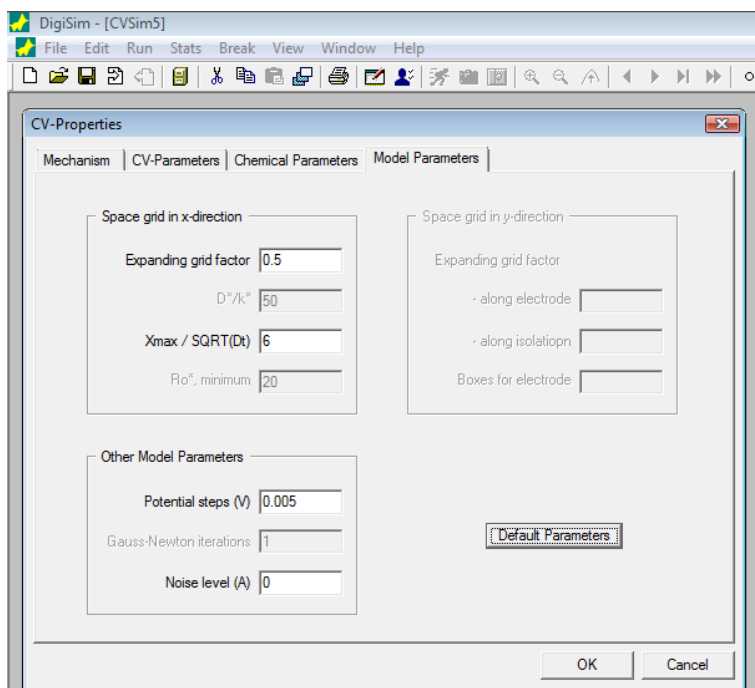 DigiSim - [CVSim5]
File Edit Run Stats Break View Window Help
CV-Properties
Mechanism CV-Parameters Chemical Parameters Model Parameters
Space grid in x-direction
Expanding grid factor 0.5
D*/k* 50
Xmax / SQRT(Dt) 6
Ro*, minimum 20
Space grid in y-direction
Expanding grid factor
- along electrode
- along isolatiopn
Boxes for electrode
Other Model Parameters
Potential steps (V) 0.005
Gauss-Newton iterations 1
Noise level (A) 0
Default Parameters
OK Cancel